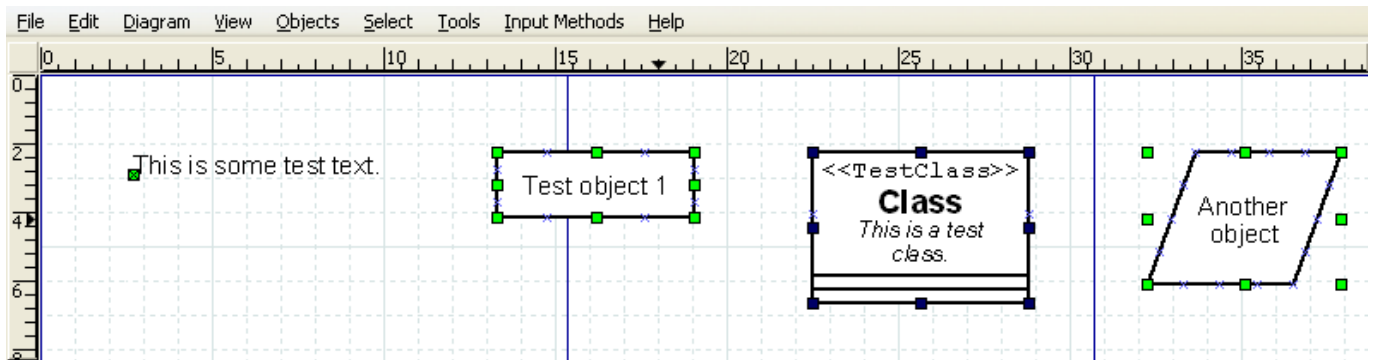 File Edit Diagram View Objects Select Tools Input Methods Help
0 5 10 15 20 25 30 35
0
2
4
6
This is some test text.
Test object 1
<<TestClass>>
Class
This is a test
class.
Another
object